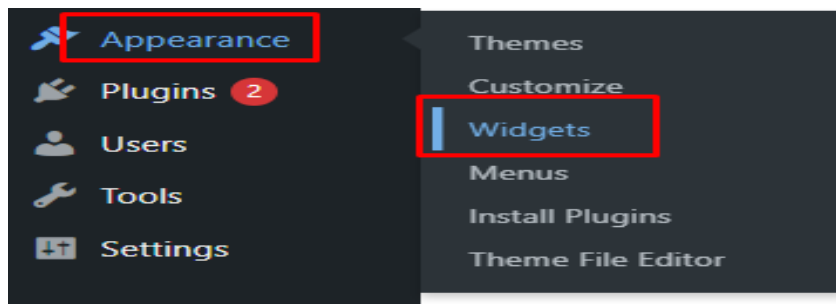 Appearance
Plugins 2
Users
Tools
Settings
Themes
Customize
Widgets
Menus
Install Plugins
Theme File Editor